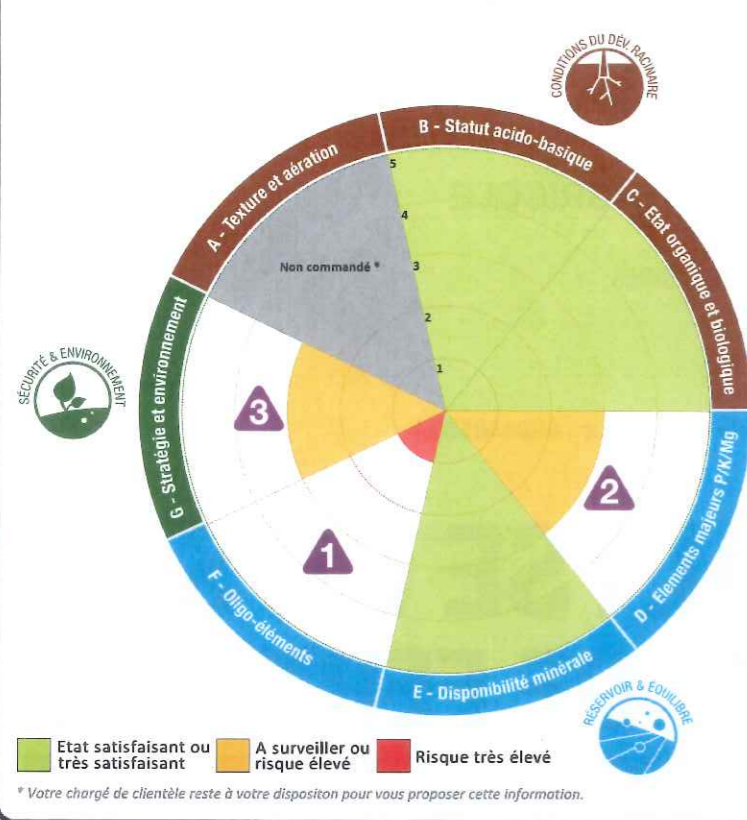 CONDITIONS DU DÉV. RACINAIRE
B - Statut acido-basique
A - Texture et aération
C - Etat organique et biologique
5
4
Non commandé *
3
2
1
SÉCURITÉ & ENVIRONNEMENT
G - Stratégie et environnement
3
2
1
D - Elements majeurs P/K/Mg
F - Oligo-éléments
E - Disponibilité minérale
RÉSERVOIR & ÉQUILIBRE
Etat satisfaisant ou
très satisfaisant
A surveiller ou
risque élevé
Risque très élevé
* Votre chargé de clientèle reste à votre dispositon pour vous proposer cette information.